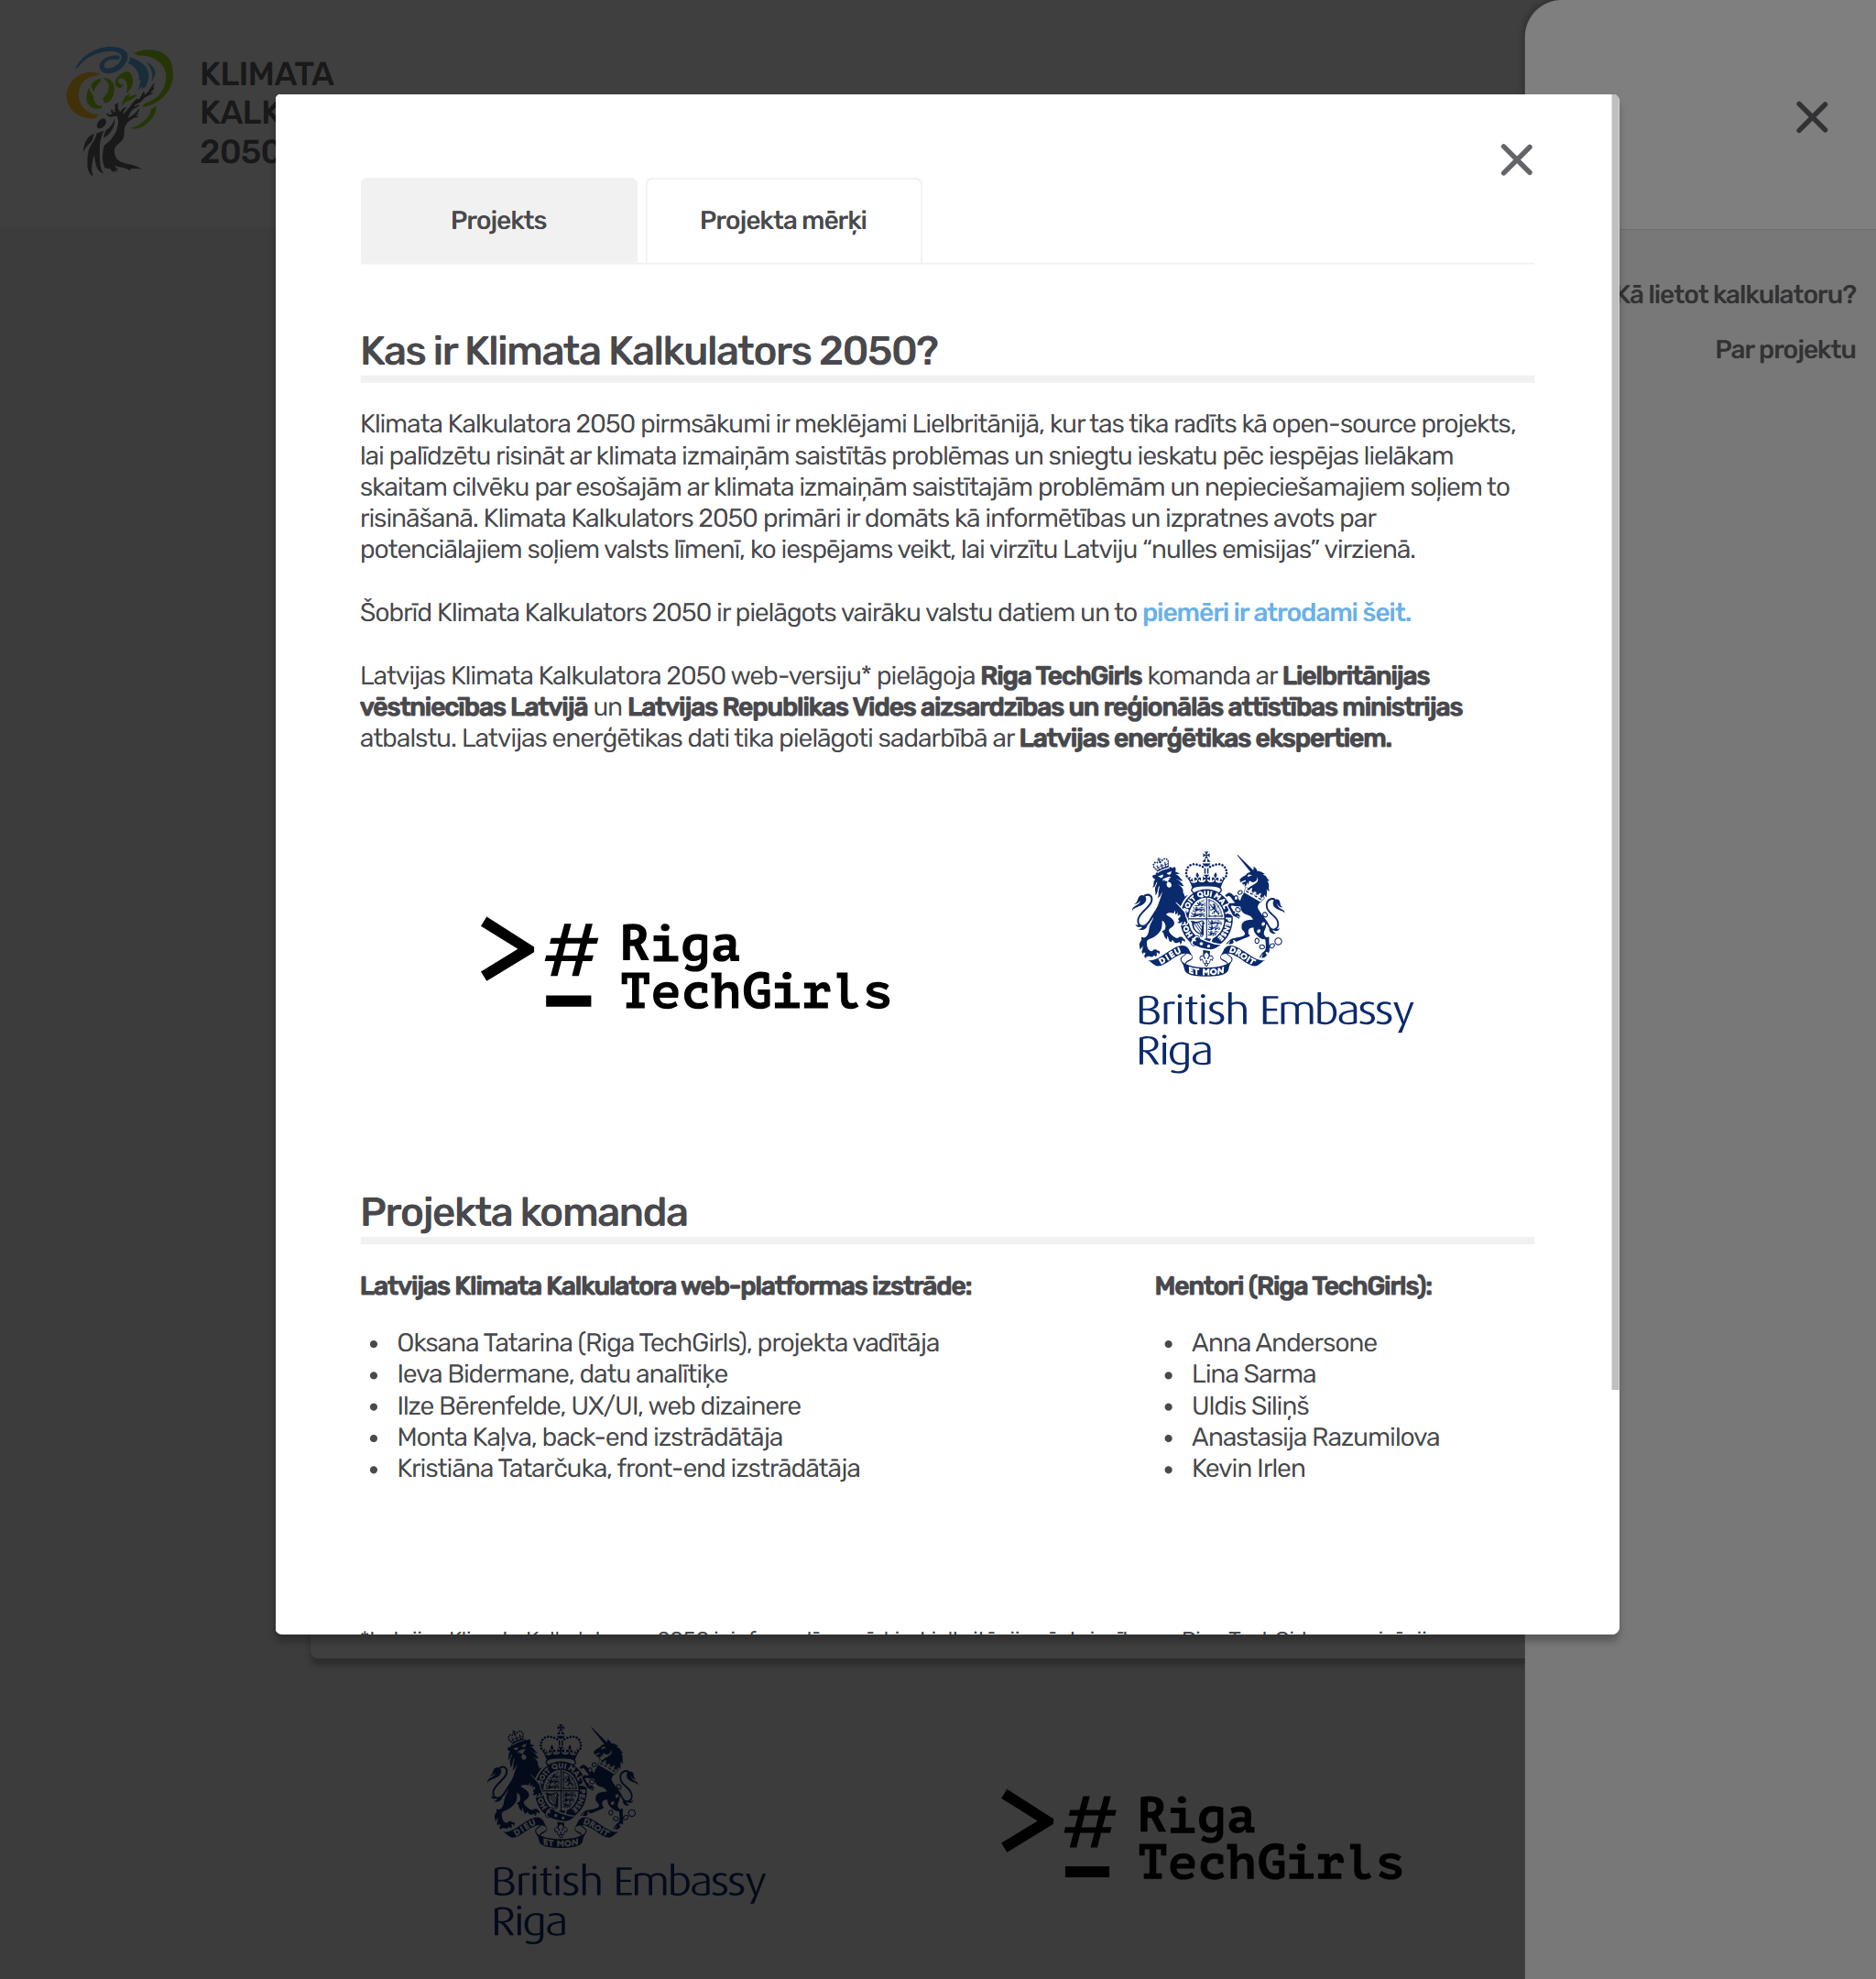 KLIMATA
2050
Kā lietot kalkulatoru?
Par projektu
Projekts
Projekta mērķi
Kas ir Klimata Kalkulators 2050?
Klimata Kalkulatora 2050 pirmsākumi ir meklējami Lielbritānijā, kur tas tika radīts kā open-source projekts,
lai palīdzētu risināt ar klimata izmaiņām saistītās problēmas un sniegtu ieskatu pēc iespējas lielākam
skaitam cilvēku par esošajām ar klimata izmaiņām saistītajām problēmām un nepieciešamajiem soļiem to
risināšanā. Klimata Kalkulators 2050 primāri ir domāts kā informētības un izpratnes avots par
potenciālajiem soļiem valsts līmenī, ko iespējams veikt, lai virzītu Latviju “nulles emisijas” virzienā.
Šobrīd Klimata Kalkulators 2050 ir pielāgots vairāku valstu datiem un to piemēri ir atrodami šeit.
Latvijas Klimata Kalkulatora 2050 web-versiju* pielāgoja Riga TechGirls komanda ar Lielbritānijas
vēstniecības Latvijā un Latvijas Republikas Vides aizsardzības un reģionālās attīstības ministrijas
atbalstu. Latvijas enerģētikas dati tika pielāgoti sadarbībā ar Latvijas enerģētikas ekspertiem.
>#_ Riga
TechGirls
DIEU ET MON DROIT
British Embassy
Riga
Projekta komanda
Latvijas Klimata Kalkulatora web-platformas izstrāde:
• Oksana Tatarina (Riga TechGirls), projekta vadītāja
• Ieva Bidermane, datu analītiķe
• Ilze Bērenfelde, UX/UI, web dizainere
• Monta Kaļva, back-end izstrādātāja
• Kristiāna Tatarčuka, front-end izstrādātāja
Mentori (Riga TechGirls):
• Anna Andersone
• Lina Sarma
• Uldis Siliņš
• Anastasija Razumilova
• Kevin Irlen
DIEU ET MON DROIT
British Embassy
Riga
>#_ Riga
TechGirls